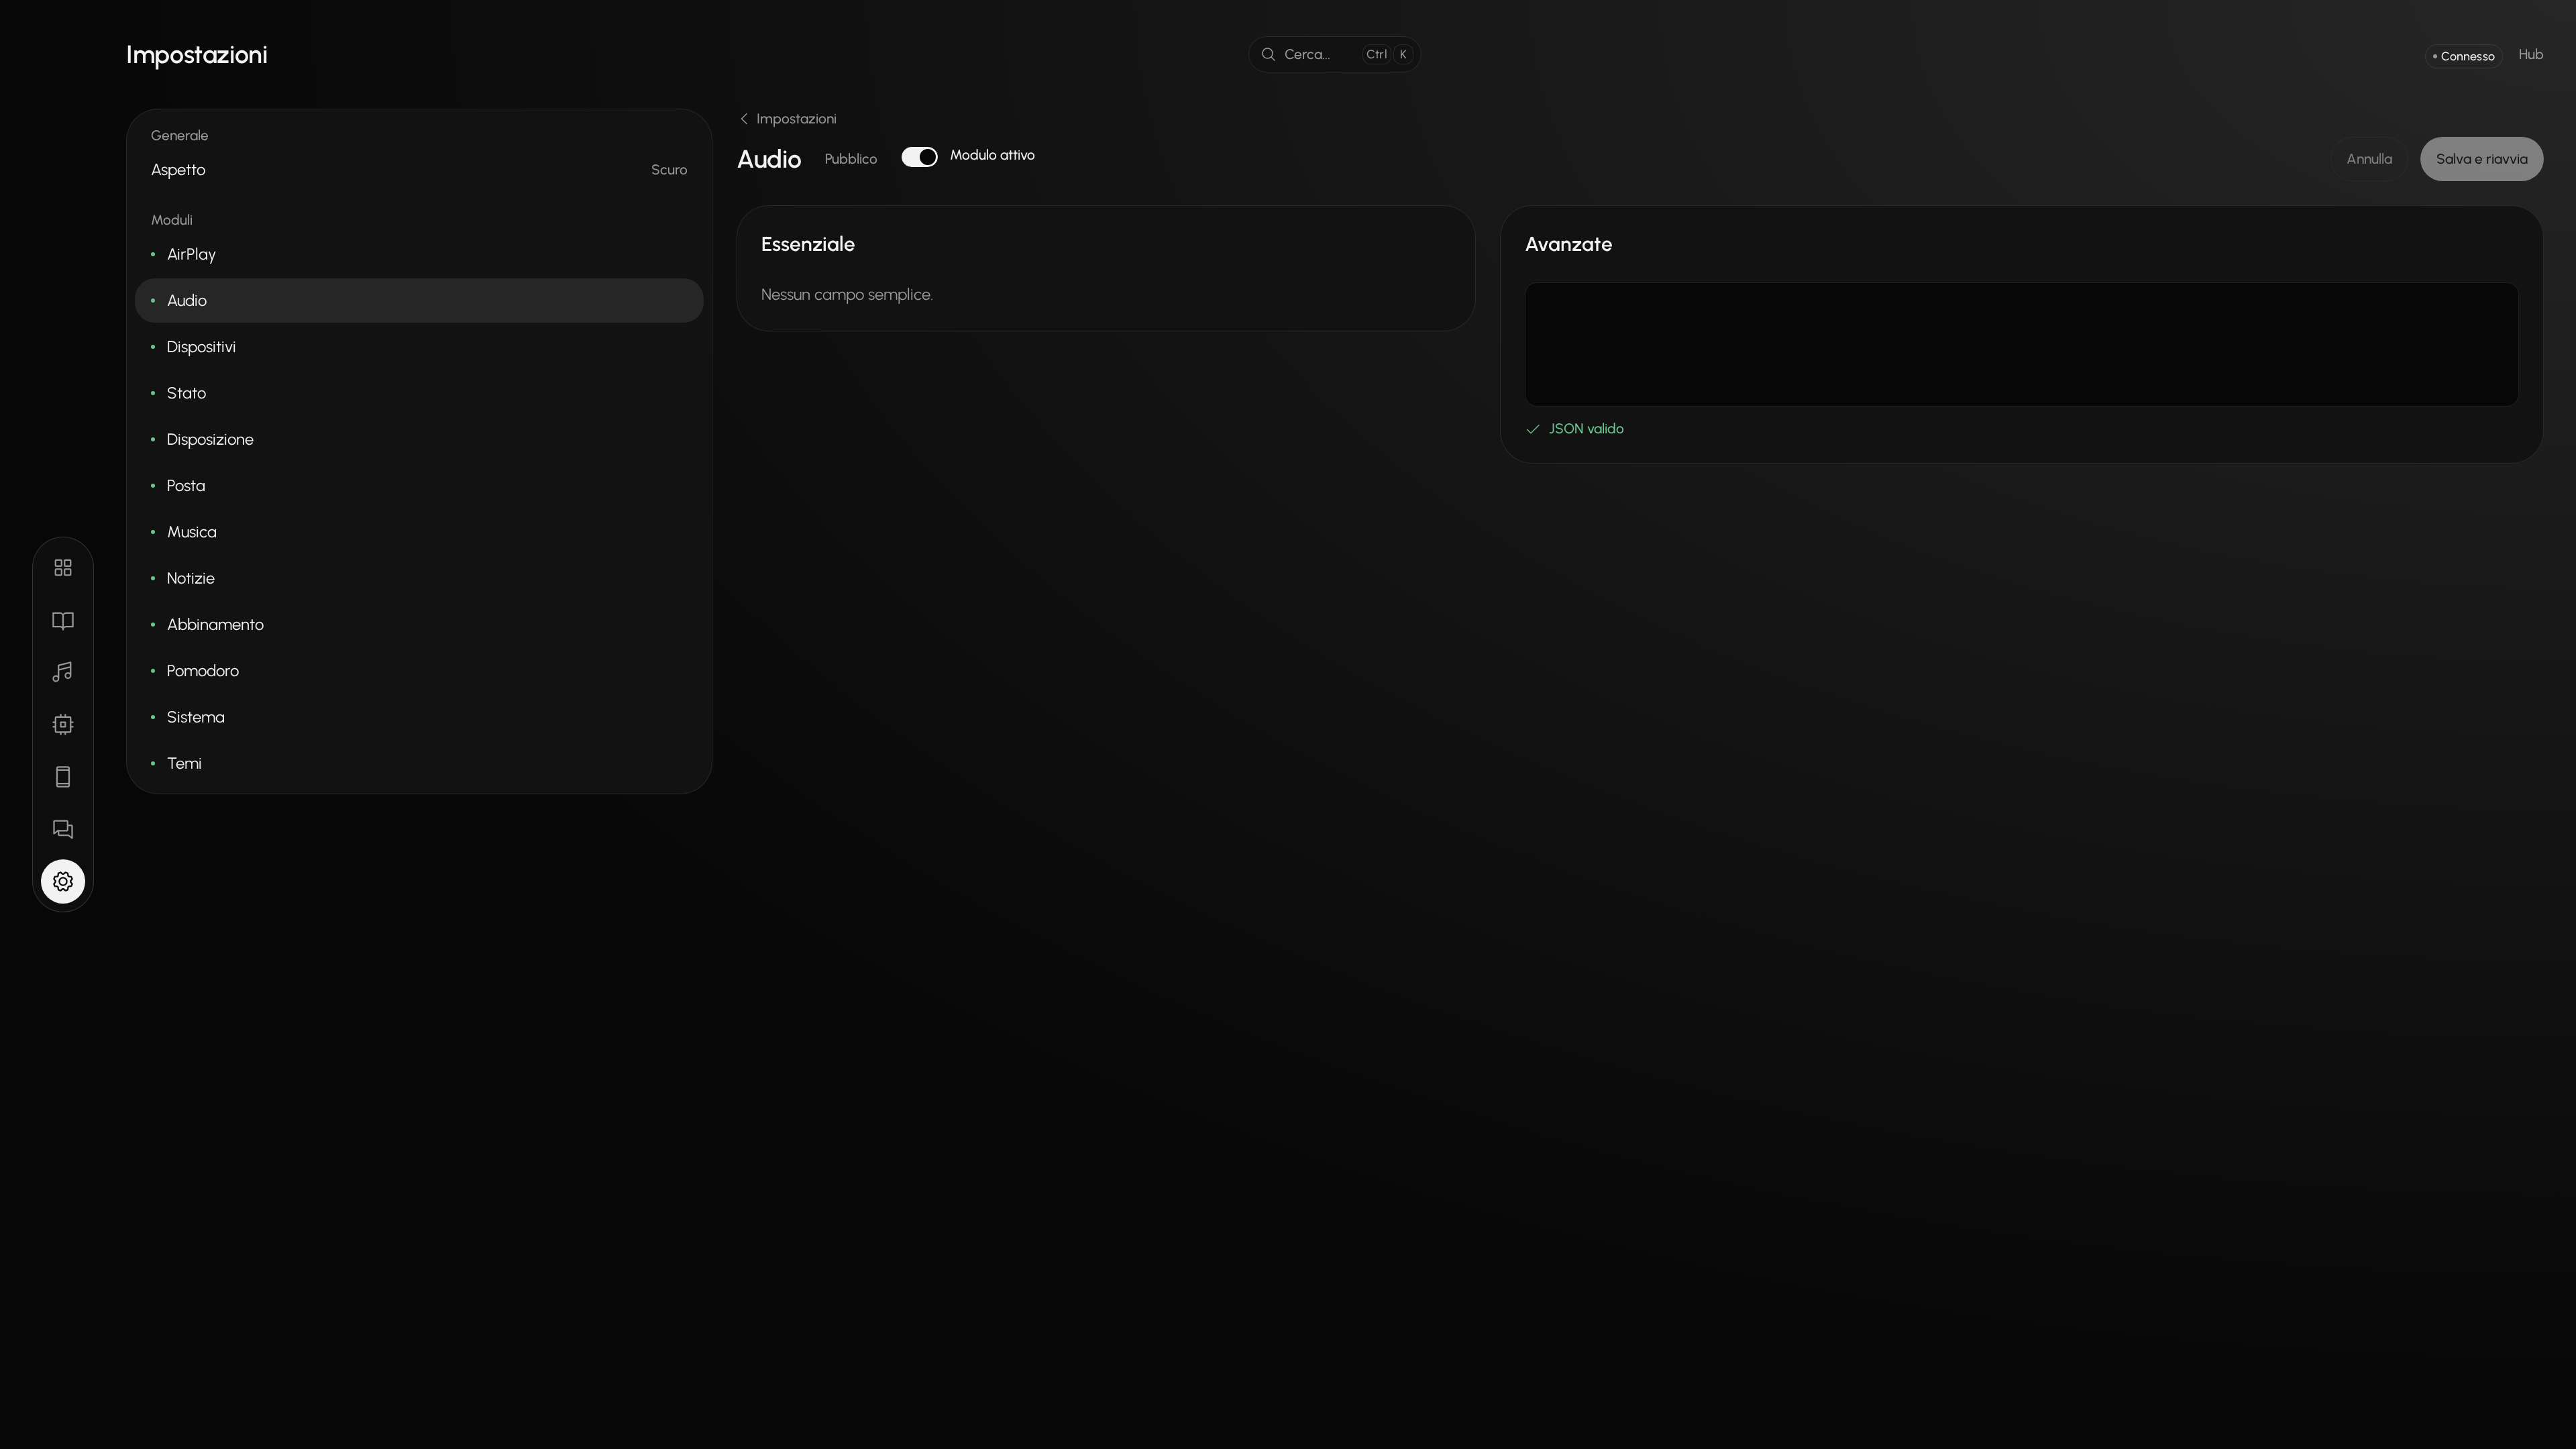 Impostazioni
Cerca...
Ctrl K
Connesso
Hub
Generale
Aspetto
Scuro
Moduli
AirPlay
Audio
Dispositivi
Stato
Disposizione
Posta
Musica
Notizie
Abbinamento
Pomodoro
Sistema
Temi
Impostazioni
Audio
Pubblico
Modulo attivo
Annulla
Salva e riavvia
Essenziale
Nessun campo semplice.
Avanzate
JSON valido